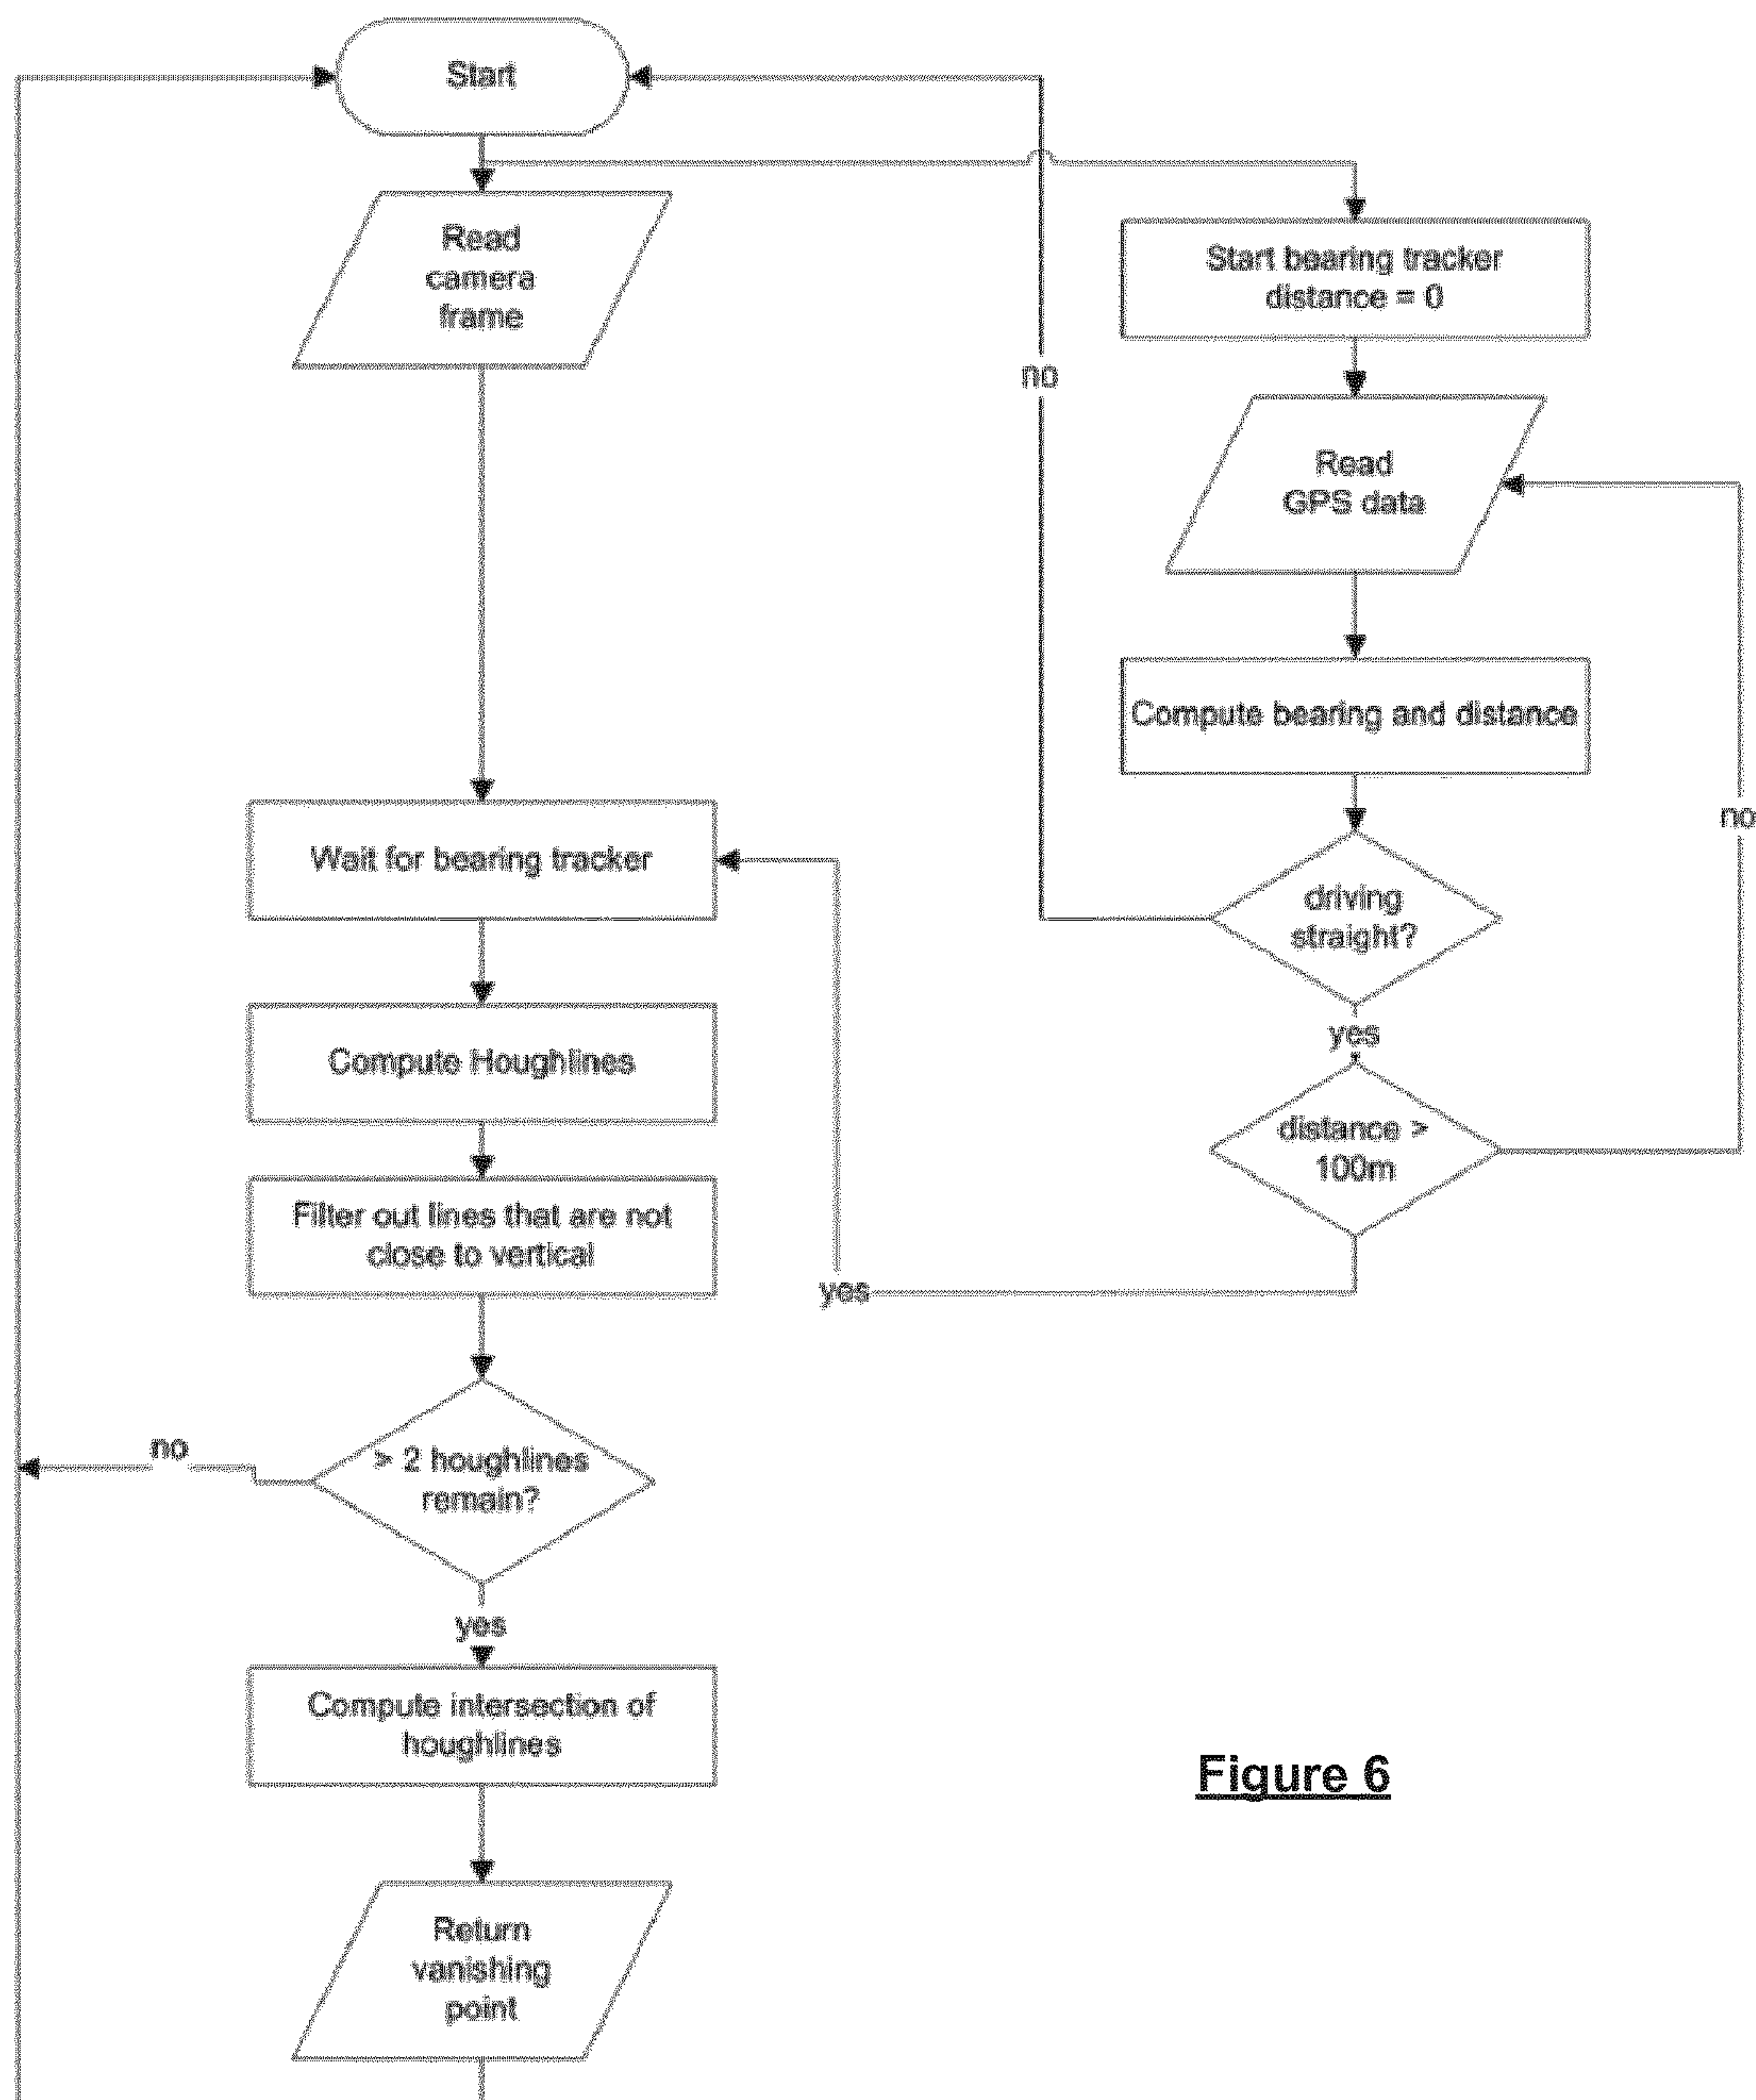 Start
Read
camera
frame
Start bearing tracker
distance = 0
no
Read
GPS data
Compute bearing and distance
no
Wait for bearing tracker
driving
straight?
yes
Compute Houghlines
distance >
100m
Filter out lines that are not
close to vertical
yes
no
> 2 houghlines
remain?
yes
Compute intersection of
houghlines
Figure 6
Return
vanishing
point